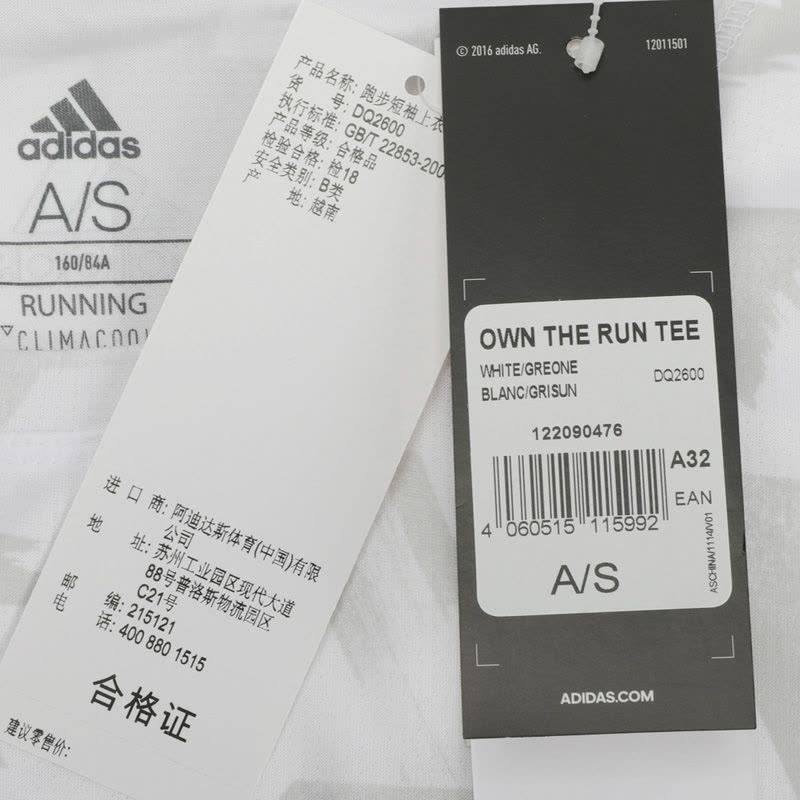 adidas
A/S
160/84A
RUNNING
CLIMACOOL
产品名称: 跑步短袖上衣
货 号: DQ2600
执行标准: GB/T 22853-200
产品等级: 合格品
检验合格: 检18
安全类别: B类
产 地: 越南
进 口 商: 阿迪达斯体育(中国)有限
公司
地 址: 苏州工业园区现代大道
88号普洛斯物流园区
C21号
邮 编: 215121
电 话: 400 880 1515
合格证
建议零售价:
© 2016 adidas AG.
12011501
OWN THE RUN TEE
WHITE/GREONE
BLANC/GRISUN
DQ2600
122090476
A32
EAN
4 060515 115992
A/S
ASCHINA/1114/V01
ADIDAS.COM